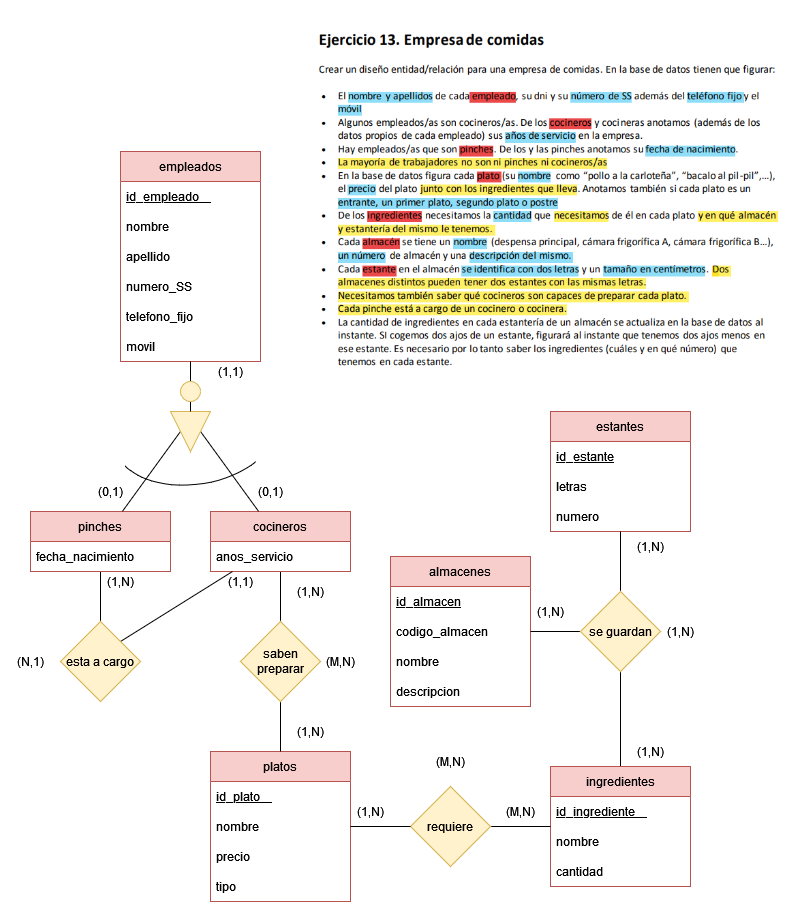 Ejercicio 13. Empresa de comidas
Crear un diseño entidad/relación para una empresa de comidas. En la base de datos tienen que figurar:
• El nombre y apellidos de cada empleado, su dni y su número de SS además del teléfono fijo y el
móvil
• Algunos empleados/as son cocineros/as. De los cocineros y cocineras anotamos (además de los
datos propios de cada empleado) sus años de servicio en la empresa.
• Hay empleados/as que son pinches. De los y las pinches anotamos su fecha de nacimiento.
• La mayoría de trabajadores no son ni pinches ni cocineros/as
• En la base de datos figura cada plato (su nombre como “pollo a la carloteña”, “bacalo al pil-pil”,...),
el precio del plato junto con los ingredientes que lleva. Anotamos también si cada plato es un
entrante, un primer plato, segundo plato o postre
• De los ingredientes necesitamos la cantidad que necesitamos de él en cada plato y en qué almacén
y estantería del mismo le tenemos.
• Cada almacén se tiene un nombre (despensa principal, cámara frigorífica A, cámara frigorífica B...),
un número de almacén y una descripción del mismo.
• Cada estante en el almacén se identifica con dos letras y un tamaño en centímetros. Dos
almacenes distintos pueden tener dos estantes con las mismas letras.
• Necesitamos también saber qué cocineros son capaces de preparar cada plato.
• Cada pinche está a cargo de un cocinero o cocinera.
• La cantidad de ingredientes en cada estantería de un almacén se actualiza en la base de datos al
instante. SI cogemos dos ajos de un estante, figurará al instante que tenemos dos ajos menos en
ese estante. Es necesario por lo tanto saber los ingredientes (cuáles y en qué número) que
tenemos en cada estante.
empleados
id_empleado
nombre
apellido
numero_SS
telefono_fijo
movil
(1,1)
(0,1)
(0,1)
pinches
fecha_nacimiento
cocineros
anos_servicio
(1,N)
(1,1)
(1,N)
(N,1)
esta a cargo
saben
preparar
(M,N)
(1,N)
platos
id_plato
nombre
precio
tipo
(1,N)
(M,N)
requiere
(M,N)
estantes
id_estante
letras
numero
(1,N)
almacenes
id_almacen
codigo_almacen
nombre
descripcion
(1,N)
se guardan
(1,N)
(1,N)
ingredientes
id_ingrediente
nombre
cantidad